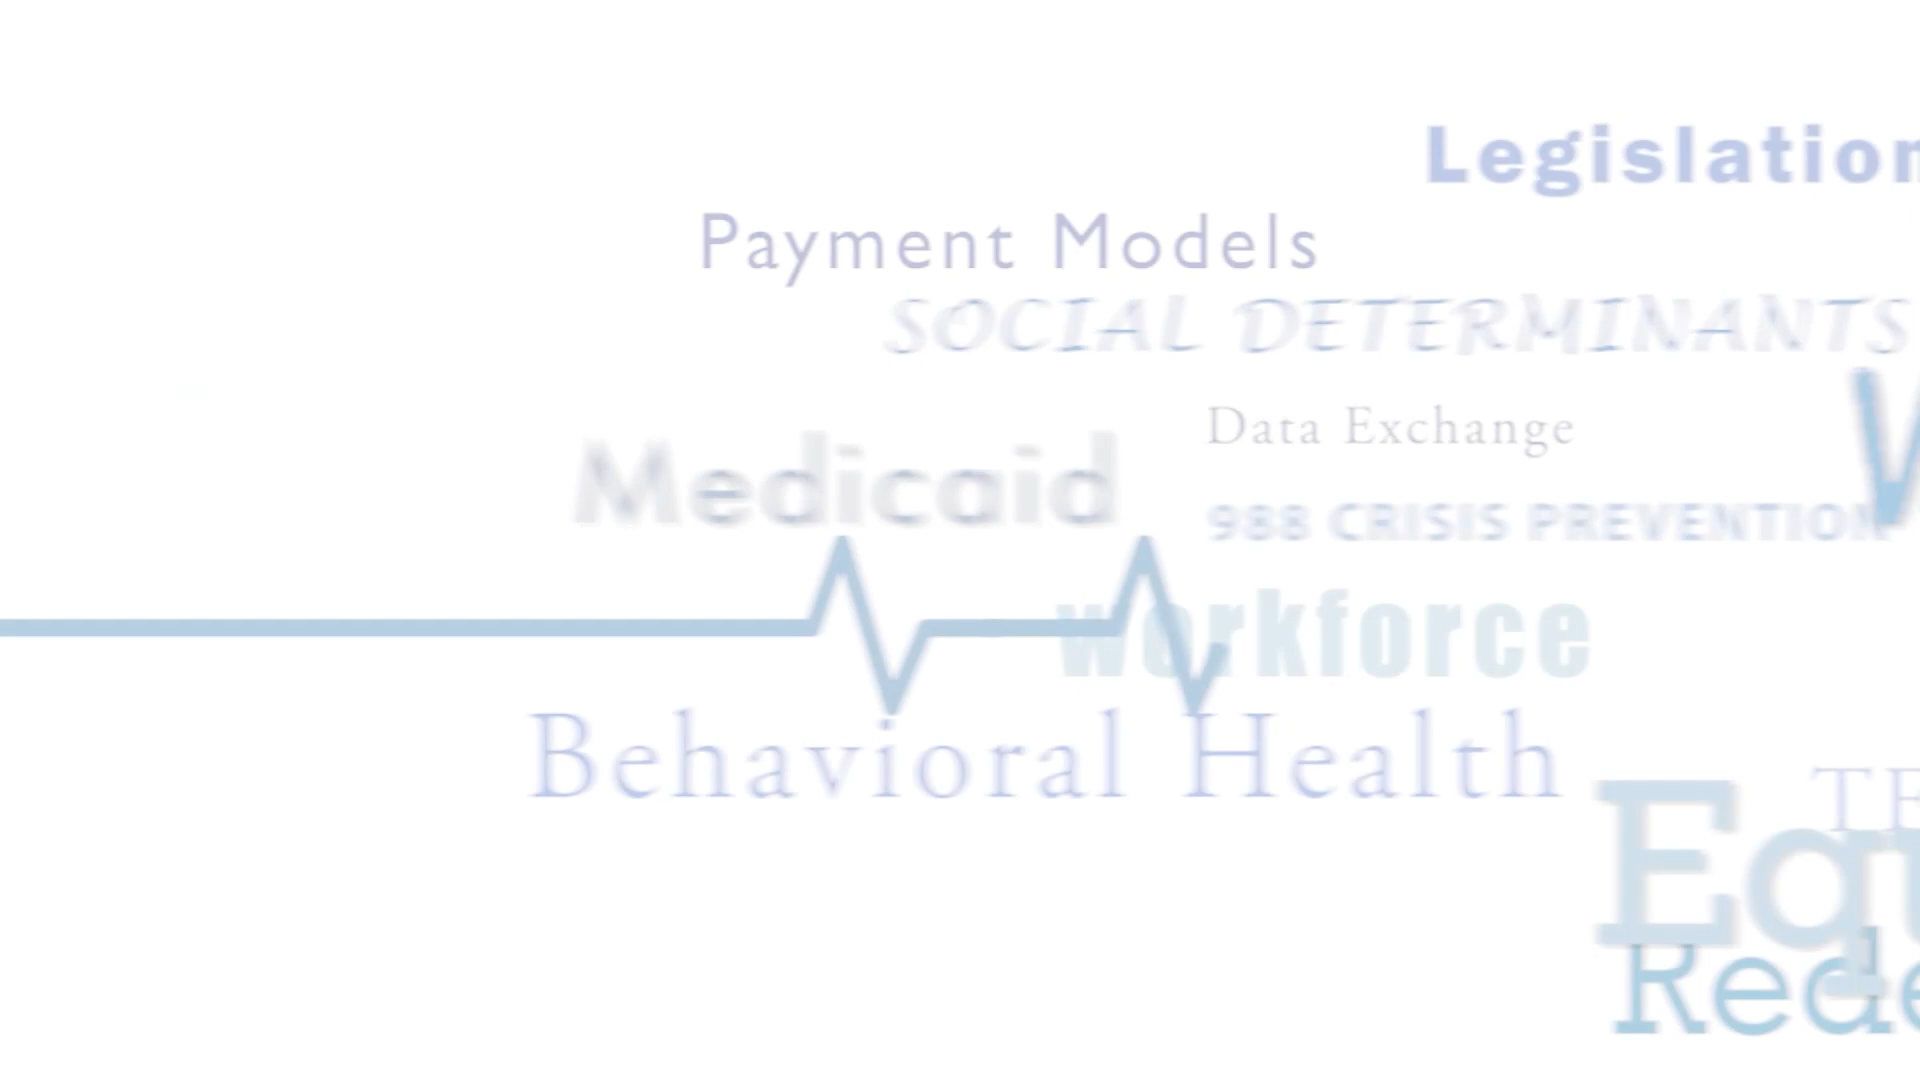 Legislation
Payment Models
SOCIAL DETERMINANTS
Data Exchange
Medicaid
988 CRISIS PREVENTION
workforce
Behavioral Health